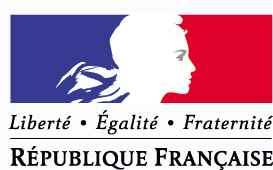 Liberté • Égalité • Fraternité
RÉPUBLIQUE FRANÇAISE